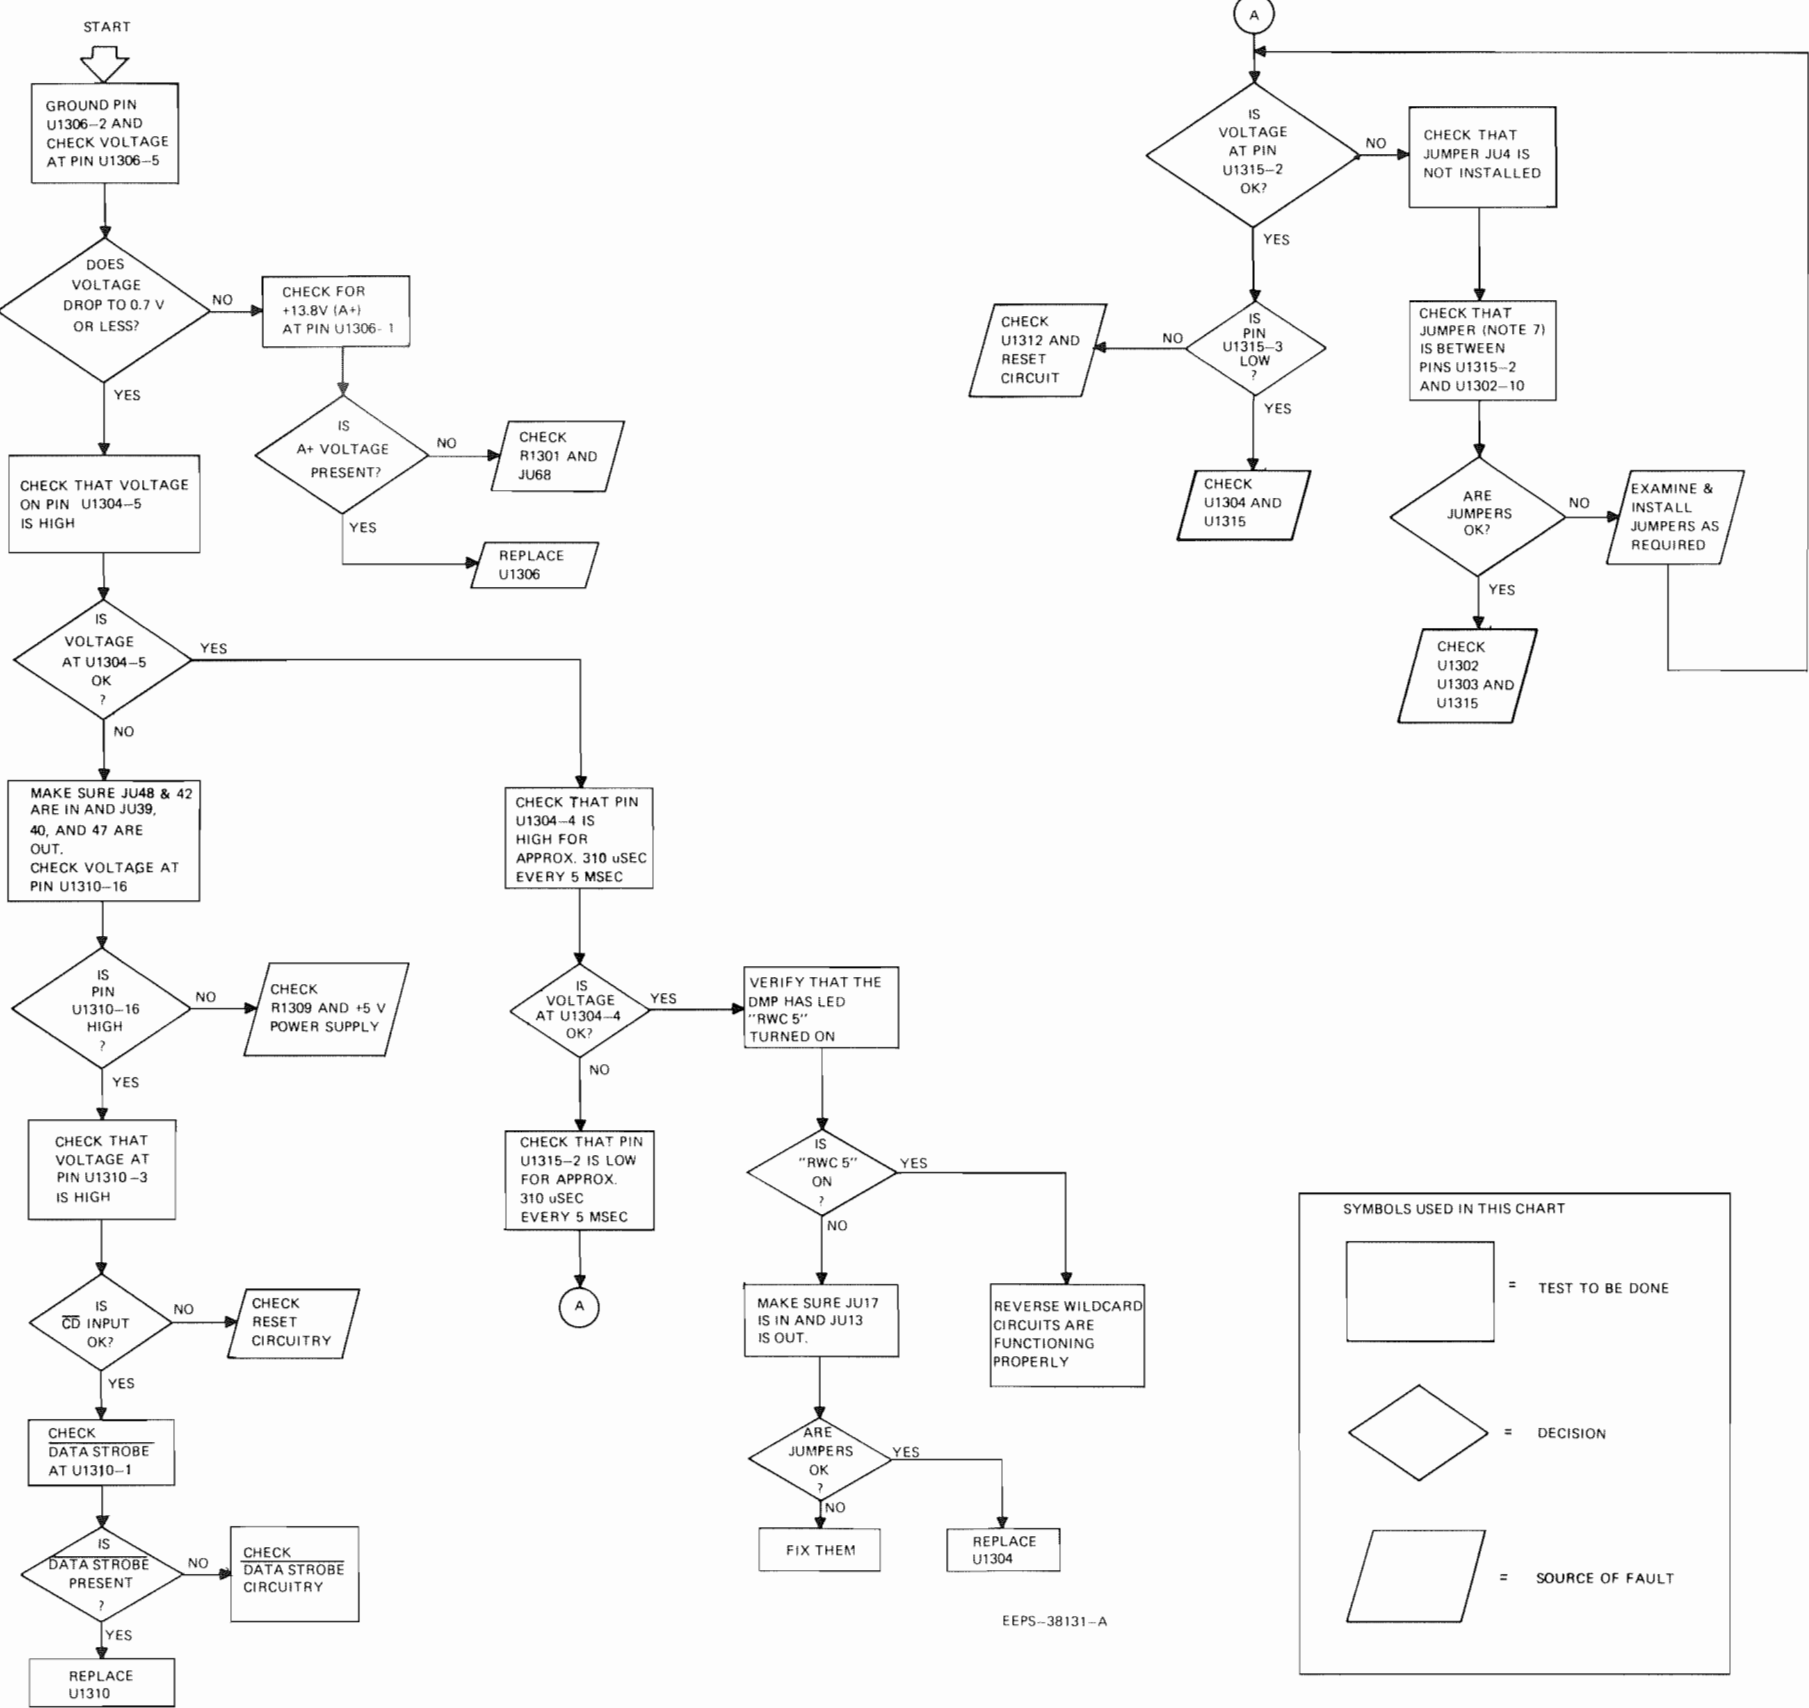 START
GROUND PIN
U1306-2 AND
CHECK VOLTAGE
AT PIN U1306-5
DOES
VOLTAGE
DROP TO 0.7 V
OR LESS?
NO
YES
CHECK FOR
+13.8V (A+)
AT PIN U1306-1
IS
A+ VOLTAGE
PRESENT?
NO
YES
CHECK
R1301 AND
JU68
REPLACE
U1306
CHECK THAT VOLTAGE
ON PIN U1304-5
IS HIGH
IS
VOLTAGE
AT U1304-5
OK
?
YES
NO
MAKE SURE JU48 & 42
ARE IN AND JU39,
40, AND 47 ARE
OUT.
CHECK VOLTAGE AT
PIN U1310-16
IS
PIN
U1310-16
HIGH
?
NO
YES
CHECK
R1309 AND +5 V
POWER SUPPLY
CHECK THAT
VOLTAGE AT
PIN U1310-3
IS HIGH
IS
C̅D̅ INPUT
OK?
NO
YES
CHECK
RESET
CIRCUITRY
CHECK
DATA STROBE
AT U1310-1
IS
DATA STROBE
PRESENT
?
NO
YES
CHECK
DATA STROBE
CIRCUITRY
REPLACE
U1310
CHECK THAT PIN
U1304-4 IS
HIGH FOR
APPROX. 310 uSEC
EVERY 5 MSEC
IS
VOLTAGE
AT U1304-4
OK?
YES
NO
CHECK THAT PIN
U1315-2 IS LOW
FOR APPROX.
310 uSEC
EVERY 5 MSEC
A
VERIFY THAT THE
DMP HAS LED
"RWC 5"
TURNED ON
IS
"RWC 5"
ON
?
YES
NO
MAKE SURE JU17
IS IN AND JU13
IS OUT.
REVERSE WILDCARD
CIRCUITS ARE
FUNCTIONING
PROPERLY
ARE
JUMPERS
OK
?
YES
NO
FIX THEM
REPLACE
U1304
EEPS-38131-A
A
IS
VOLTAGE
AT PIN
U1315-2
OK?
NO
YES
CHECK THAT
JUMPER JU4 IS
NOT INSTALLED
IS
PIN
U1315-3
LOW
?
NO
YES
CHECK
U1312 AND
RESET
CIRCUIT
CHECK
U1304 AND
U1315
CHECK THAT
JUMPER (NOTE 7)
IS BETWEEN
PINS U1315-2
AND U1302-10
ARE
JUMPERS
OK?
NO
YES
EXAMINE &
INSTALL
JUMPERS AS
REQUIRED
CHECK
U1302
U1303 AND
U1315
SYMBOLS USED IN THIS CHART
= TEST TO BE DONE
= DECISION
= SOURCE OF FAULT